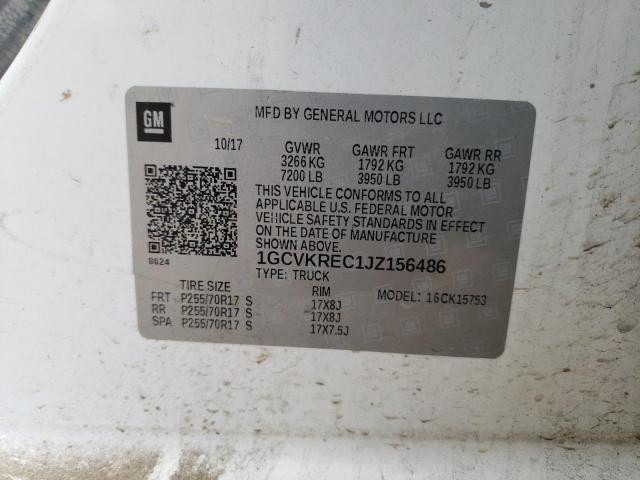 GM
MFD BY GENERAL MOTORS LLC
10/17 GVWR GAWR FRT GAWR RR
3266 KG 1792 KG 1792 KG
7200 LB 3950 LB 3950 LB
THIS VEHICLE CONFORMS TO ALL
APPLICABLE U.S. FEDERAL MOTOR
VEHICLE SAFETY STANDARDS IN EFFECT
ON THE DATE OF MANUFACTURE
SHOWN ABOVE.
8624
1GCVKREC1JZ156486
TYPE: TRUCK
TIRE SIZE RIM MODEL: 16CK15753
FRT P255/70R17 S 17X8J
RR P255/70R17 S 17X8J
SPA P255/70R17 S 17X7.5J